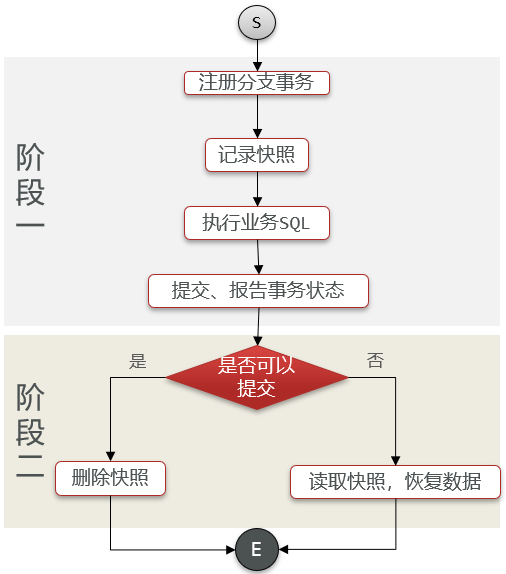 S
阶段一
注册分支事务
记录快照
执行业务SQL
提交、报告事务状态
阶段二
是否可以
提交
是
否
删除快照
读取快照，恢复数据
E